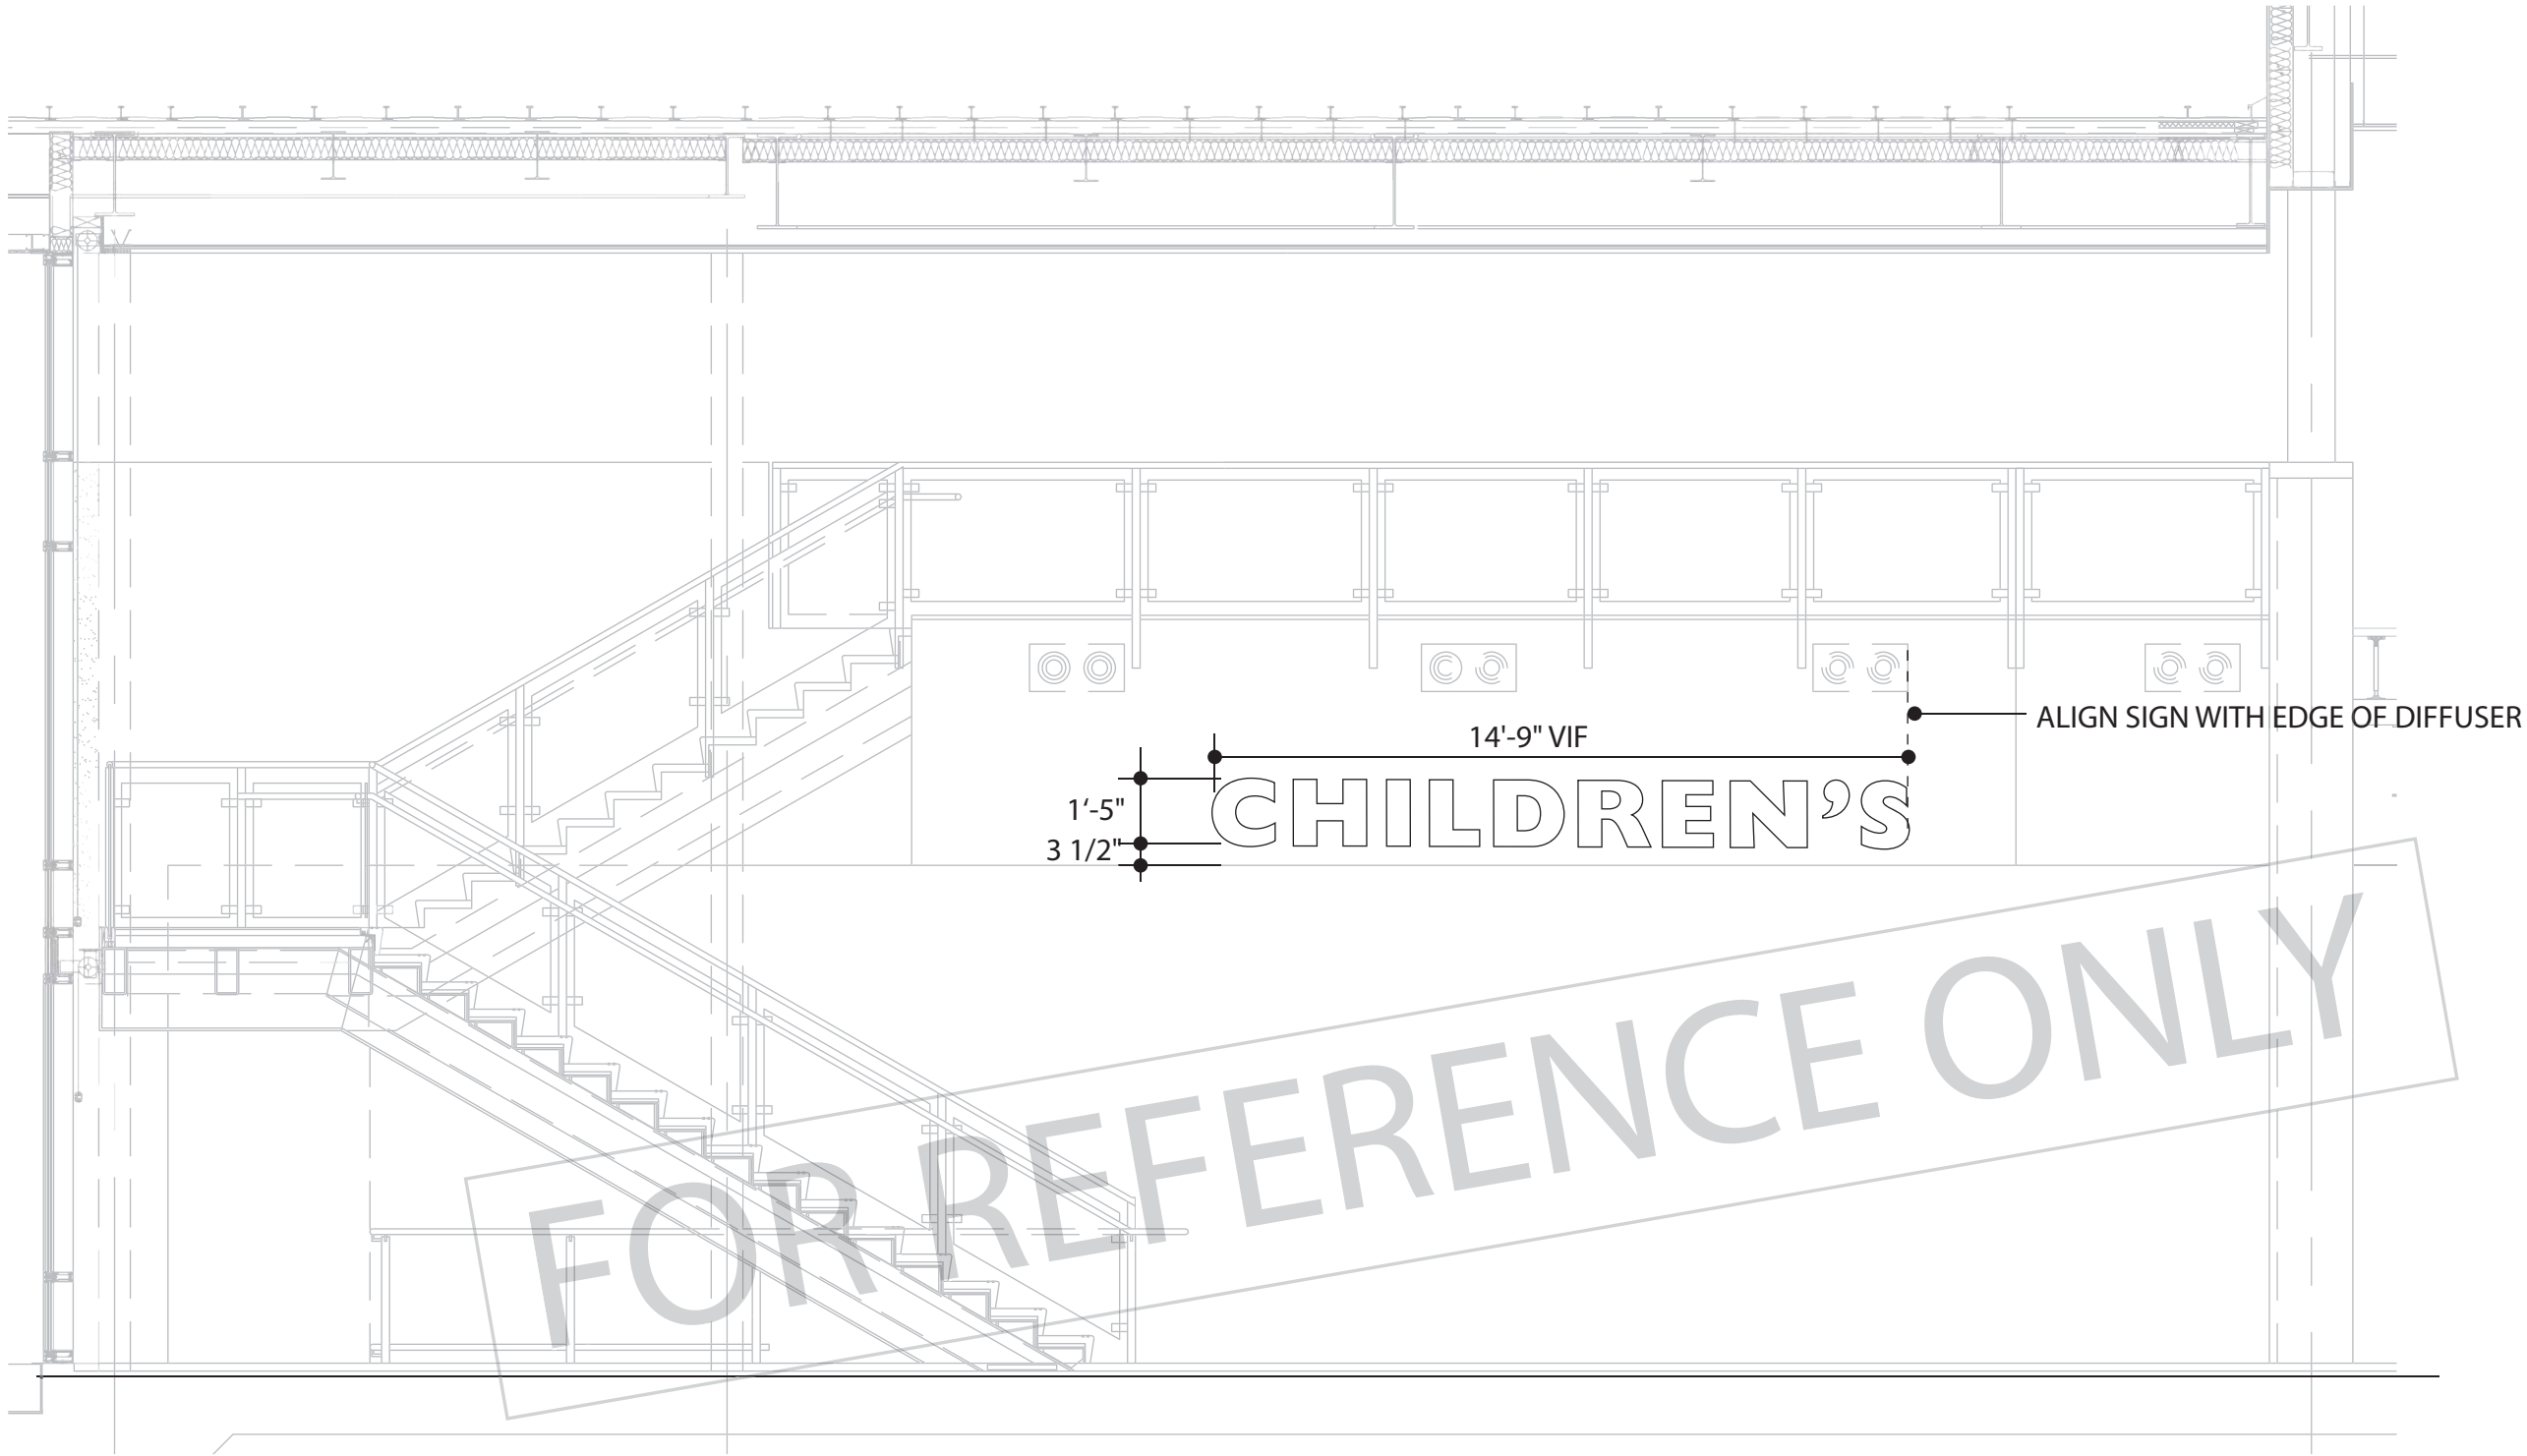 ALIGN SIGN WITH EDGE OF DIFFUSER
14'-9" VIF
CHILDREN’S
1‘-5"
3 1/2"
FOR REFERENCE ONLY